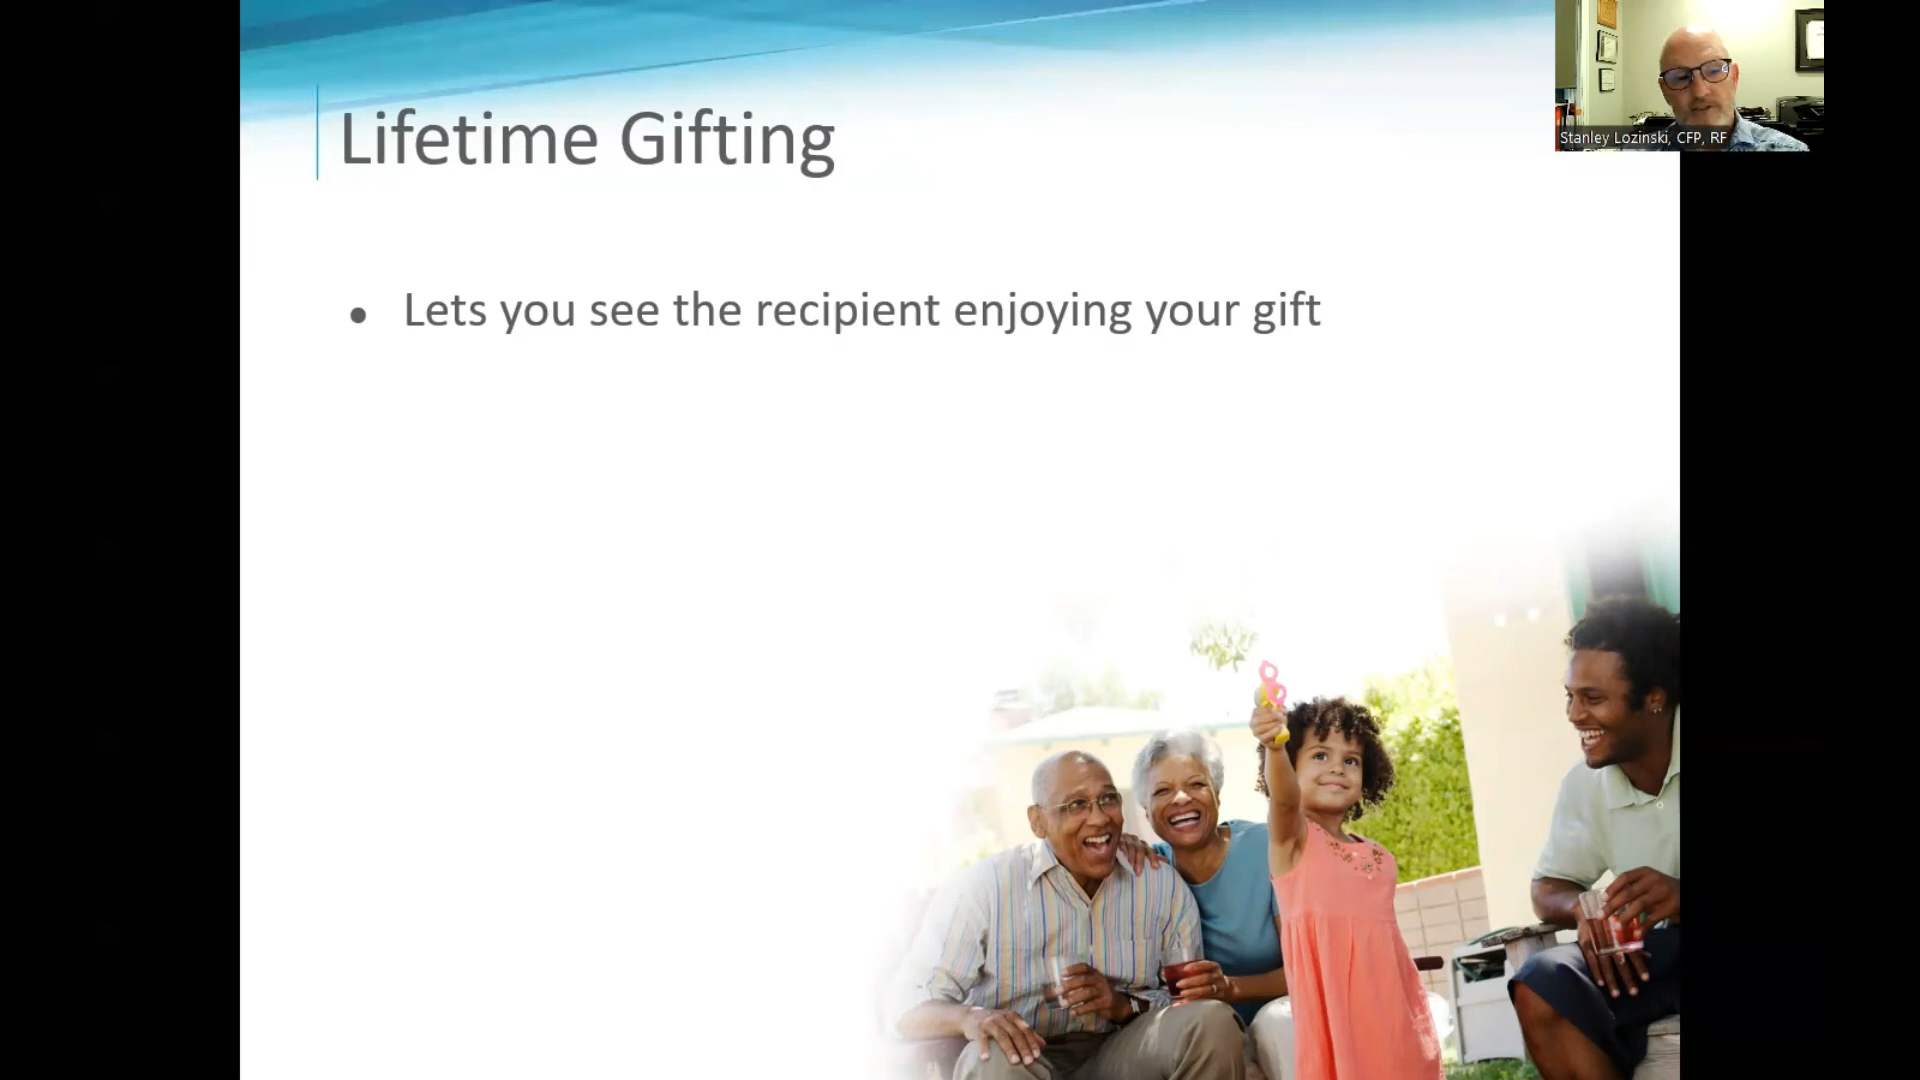 Lifetime Gifting
Stanley Lozinski, CFP, RF
● Lets you see the recipient enjoying your gift